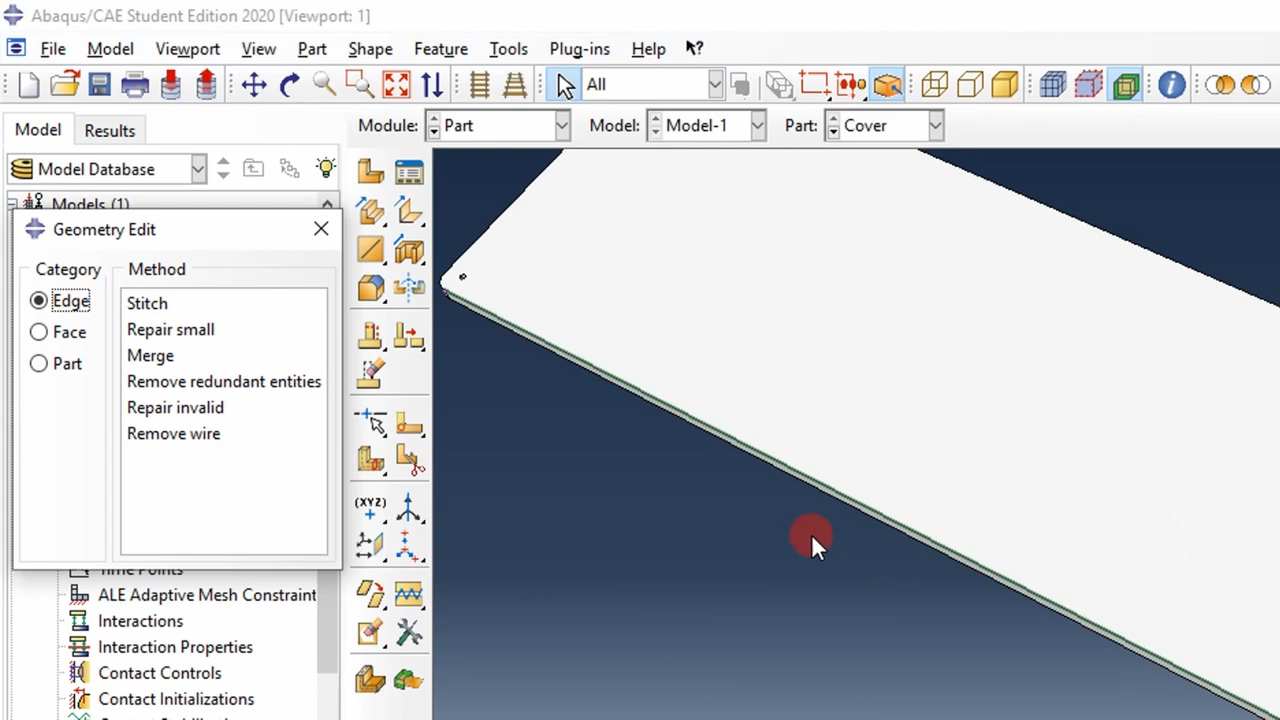 Abaqus/CAE Student Edition 2020 [Viewport: 1]
File Model Viewport View Part Shape Feature Tools Plug-ins Help
All
Model Results
Module: Part Model: Model-1 Part: Cover
Model Database
Models (1)
Geometry Edit
Category Method
Edge
Face
Part
Stitch
Repair small
Merge
Remove redundant entities
Repair invalid
Remove wire
(XYZ)
Time Points
ALE Adaptive Mesh Constraint
Interactions
Interaction Properties
Contact Controls
Contact Initializations